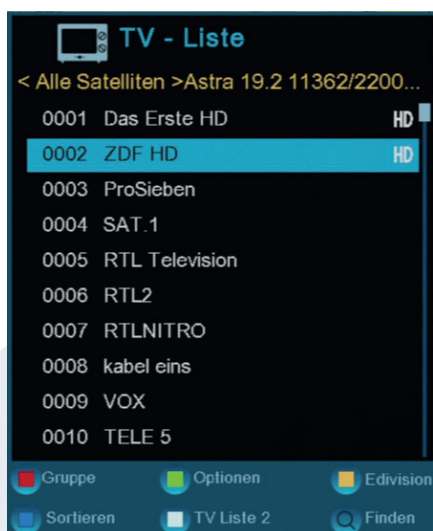 TV - Liste
< Alle Satelliten >Astra 19.2 11362/2200...
0001 Das Erste HD HD
0002 ZDF HD HD
0003 ProSieben
0004 SAT.1
0005 RTL Television
0006 RTL2
0007 RTLNITRO
0008 kabel eins
0009 VOX
0010 TELE 5
Gruppe Optionen Edivision
Sortieren TV Liste 2 Finden